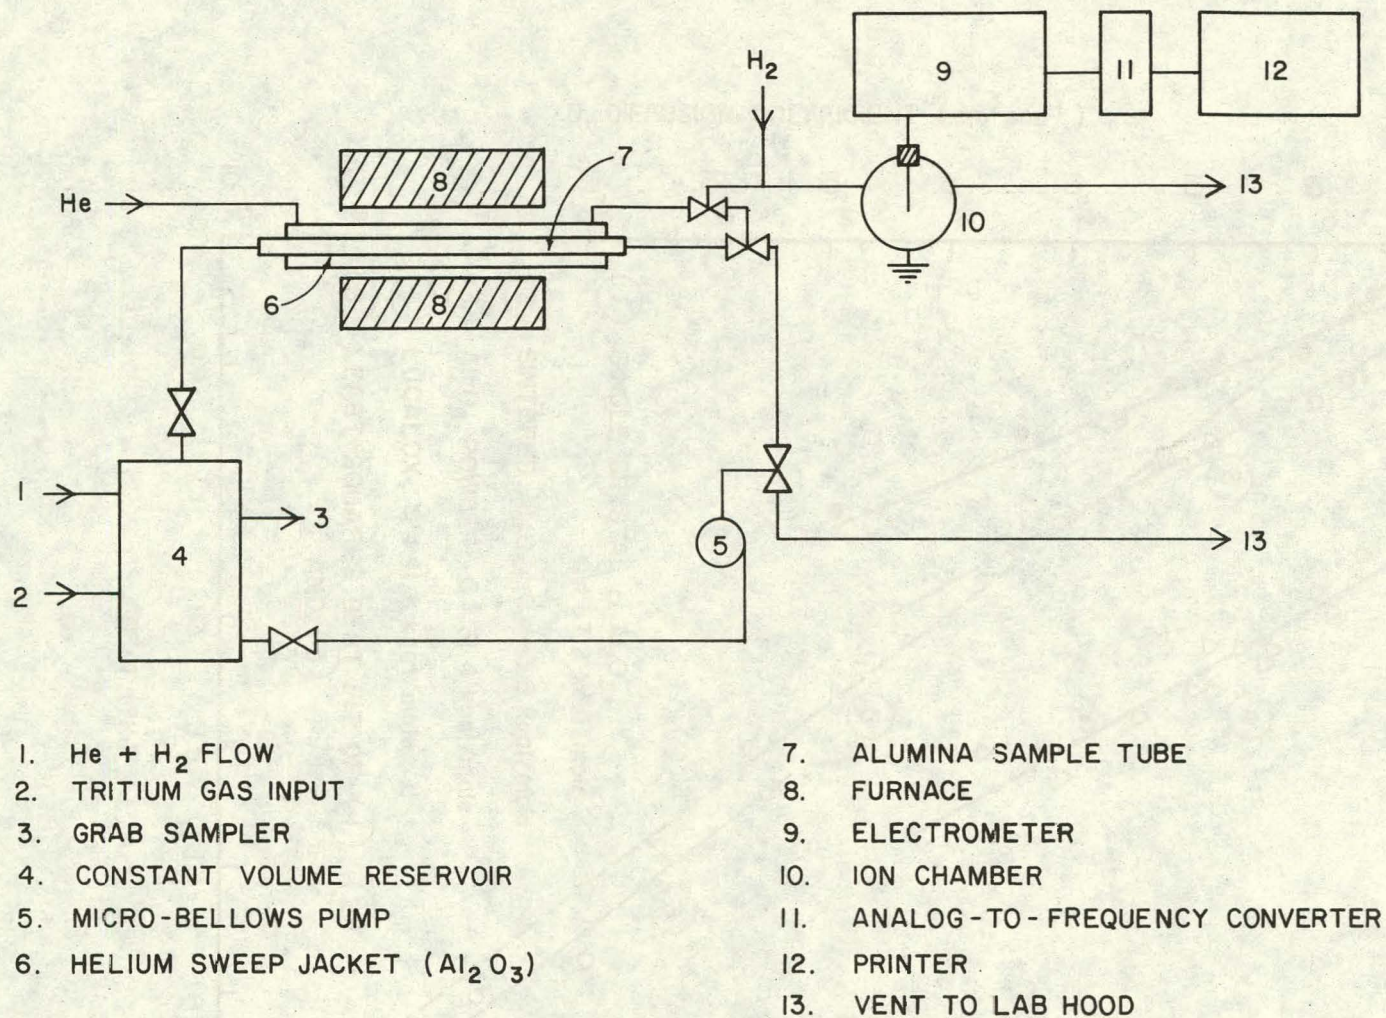 H₂
9
11
12
8
7
He
13
10
6
8
1
3
4
5
13
2
1. He + H₂ FLOW
2. TRITIUM GAS INPUT
3. GRAB SAMPLER
4. CONSTANT VOLUME RESERVOIR
5. MICRO-BELLOWS PUMP
6. HELIUM SWEEP JACKET (Al₂O₃)
7. ALUMINA SAMPLE TUBE
8. FURNACE
9. ELECTROMETER
10. ION CHAMBER
11. ANALOG-TO-FREQUENCY CONVERTER
12. PRINTER
13. VENT TO LAB HOOD